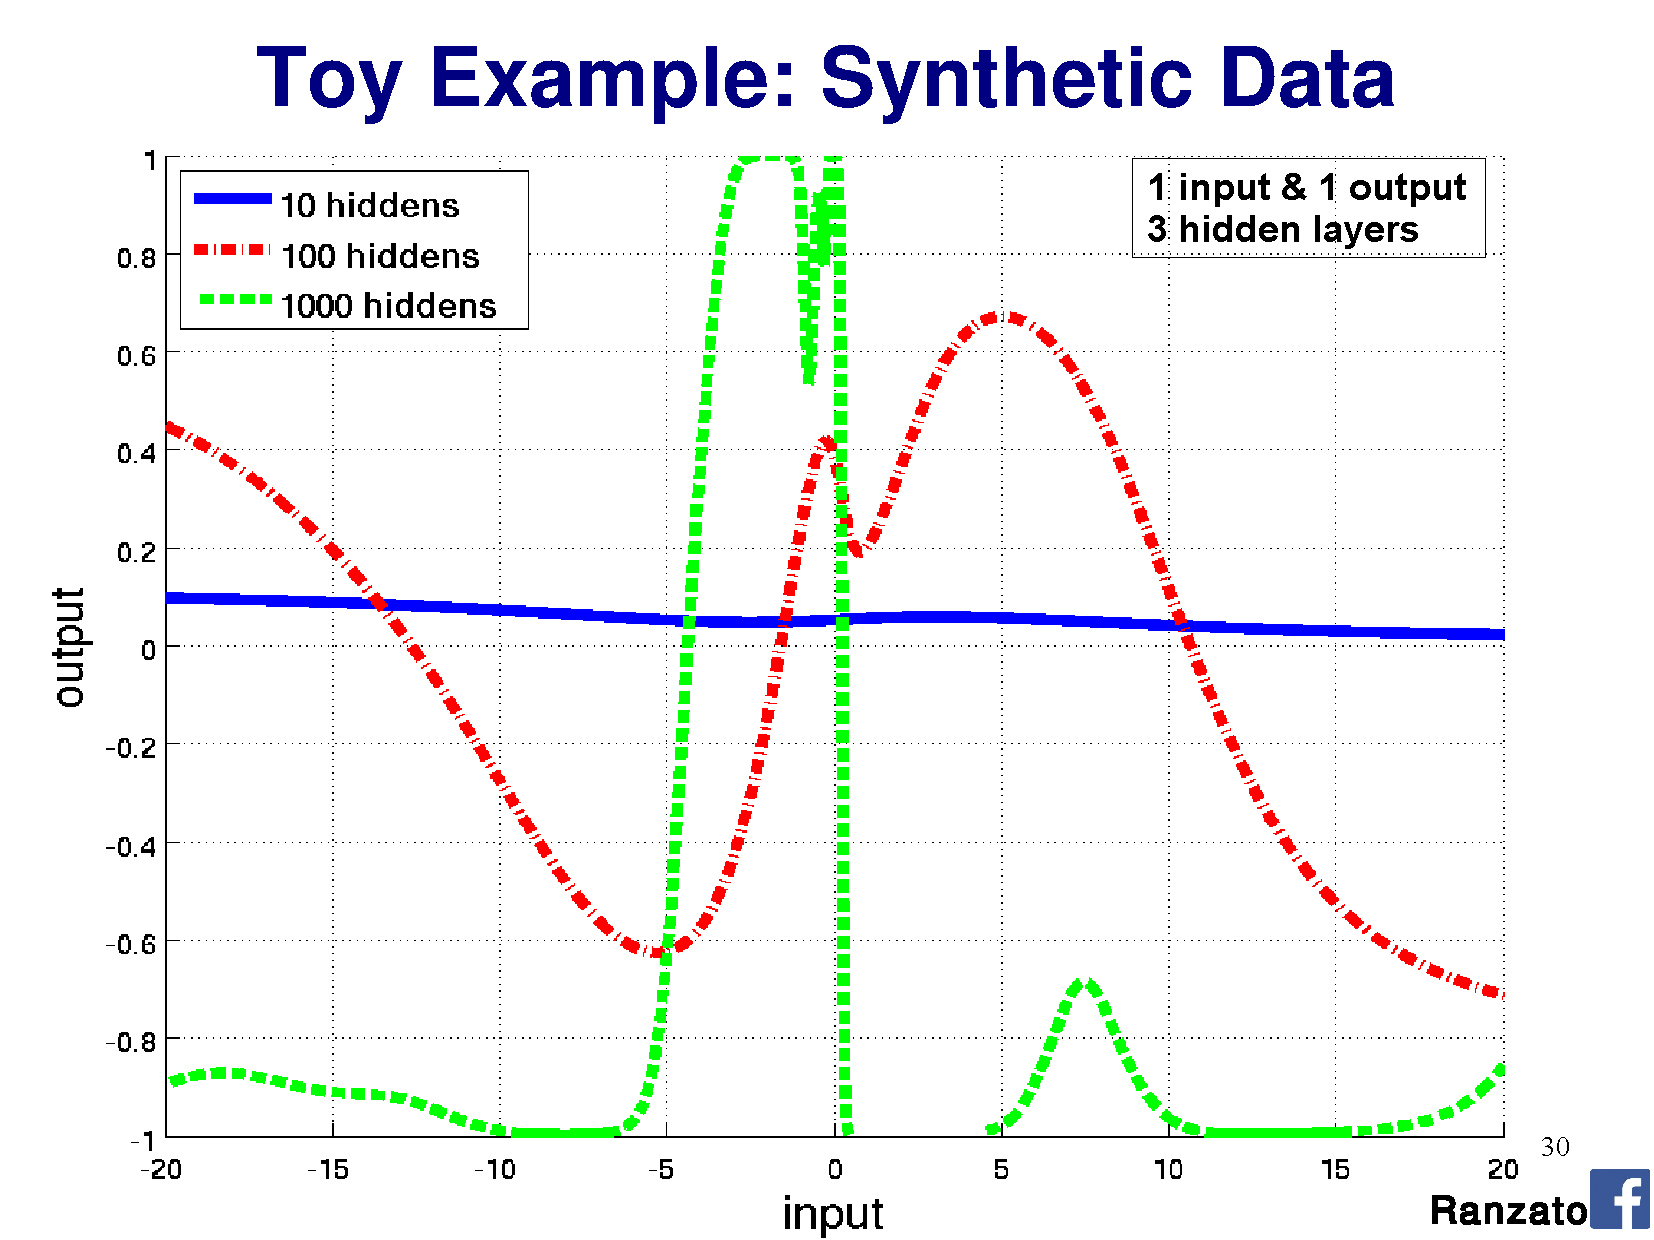 Toy Example: Synthetic Data
10 hiddens
100 hiddens
1000 hiddens
1 input & 1 output
3 hidden layers
1
0.8
0.6
0.4
0.2
0
-0.2
-0.4
-0.6
-0.8
-1
output
-20 -15 -10 -5 0 5 10 15 20
input
30
Ranzato f